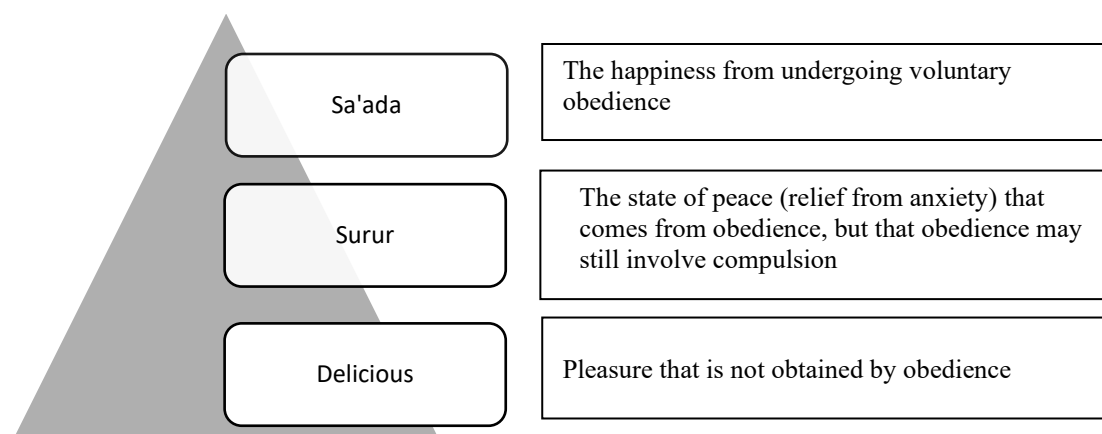 Sa'ada
The happiness from undergoing voluntary
obedience
Surur
The state of peace (relief from anxiety) that
comes from obedience, but that obedience may
still involve compulsion
Delicious
Pleasure that is not obtained by obedience